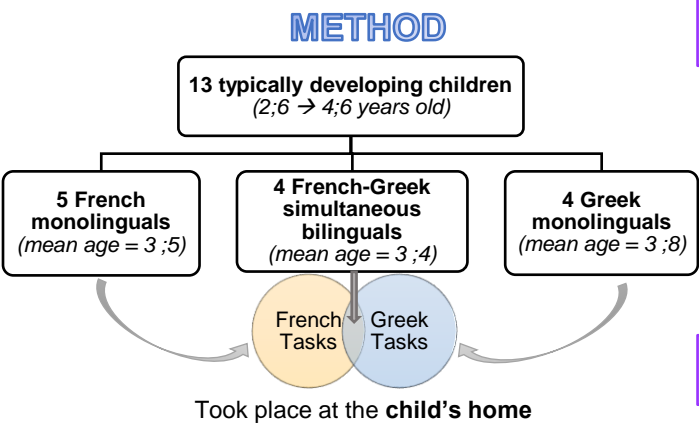 METHOD
13 typically developing children
(2;6 → 4;6 years old)
5 French
monolinguals
(mean age = 3 ;5)
4 French-Greek
simultaneous
bilinguals
(mean age = 3 ;4)
4 Greek
monolinguals
(mean age = 3 ;8)
French
Tasks
Greek
Tasks
Took place at the child's home